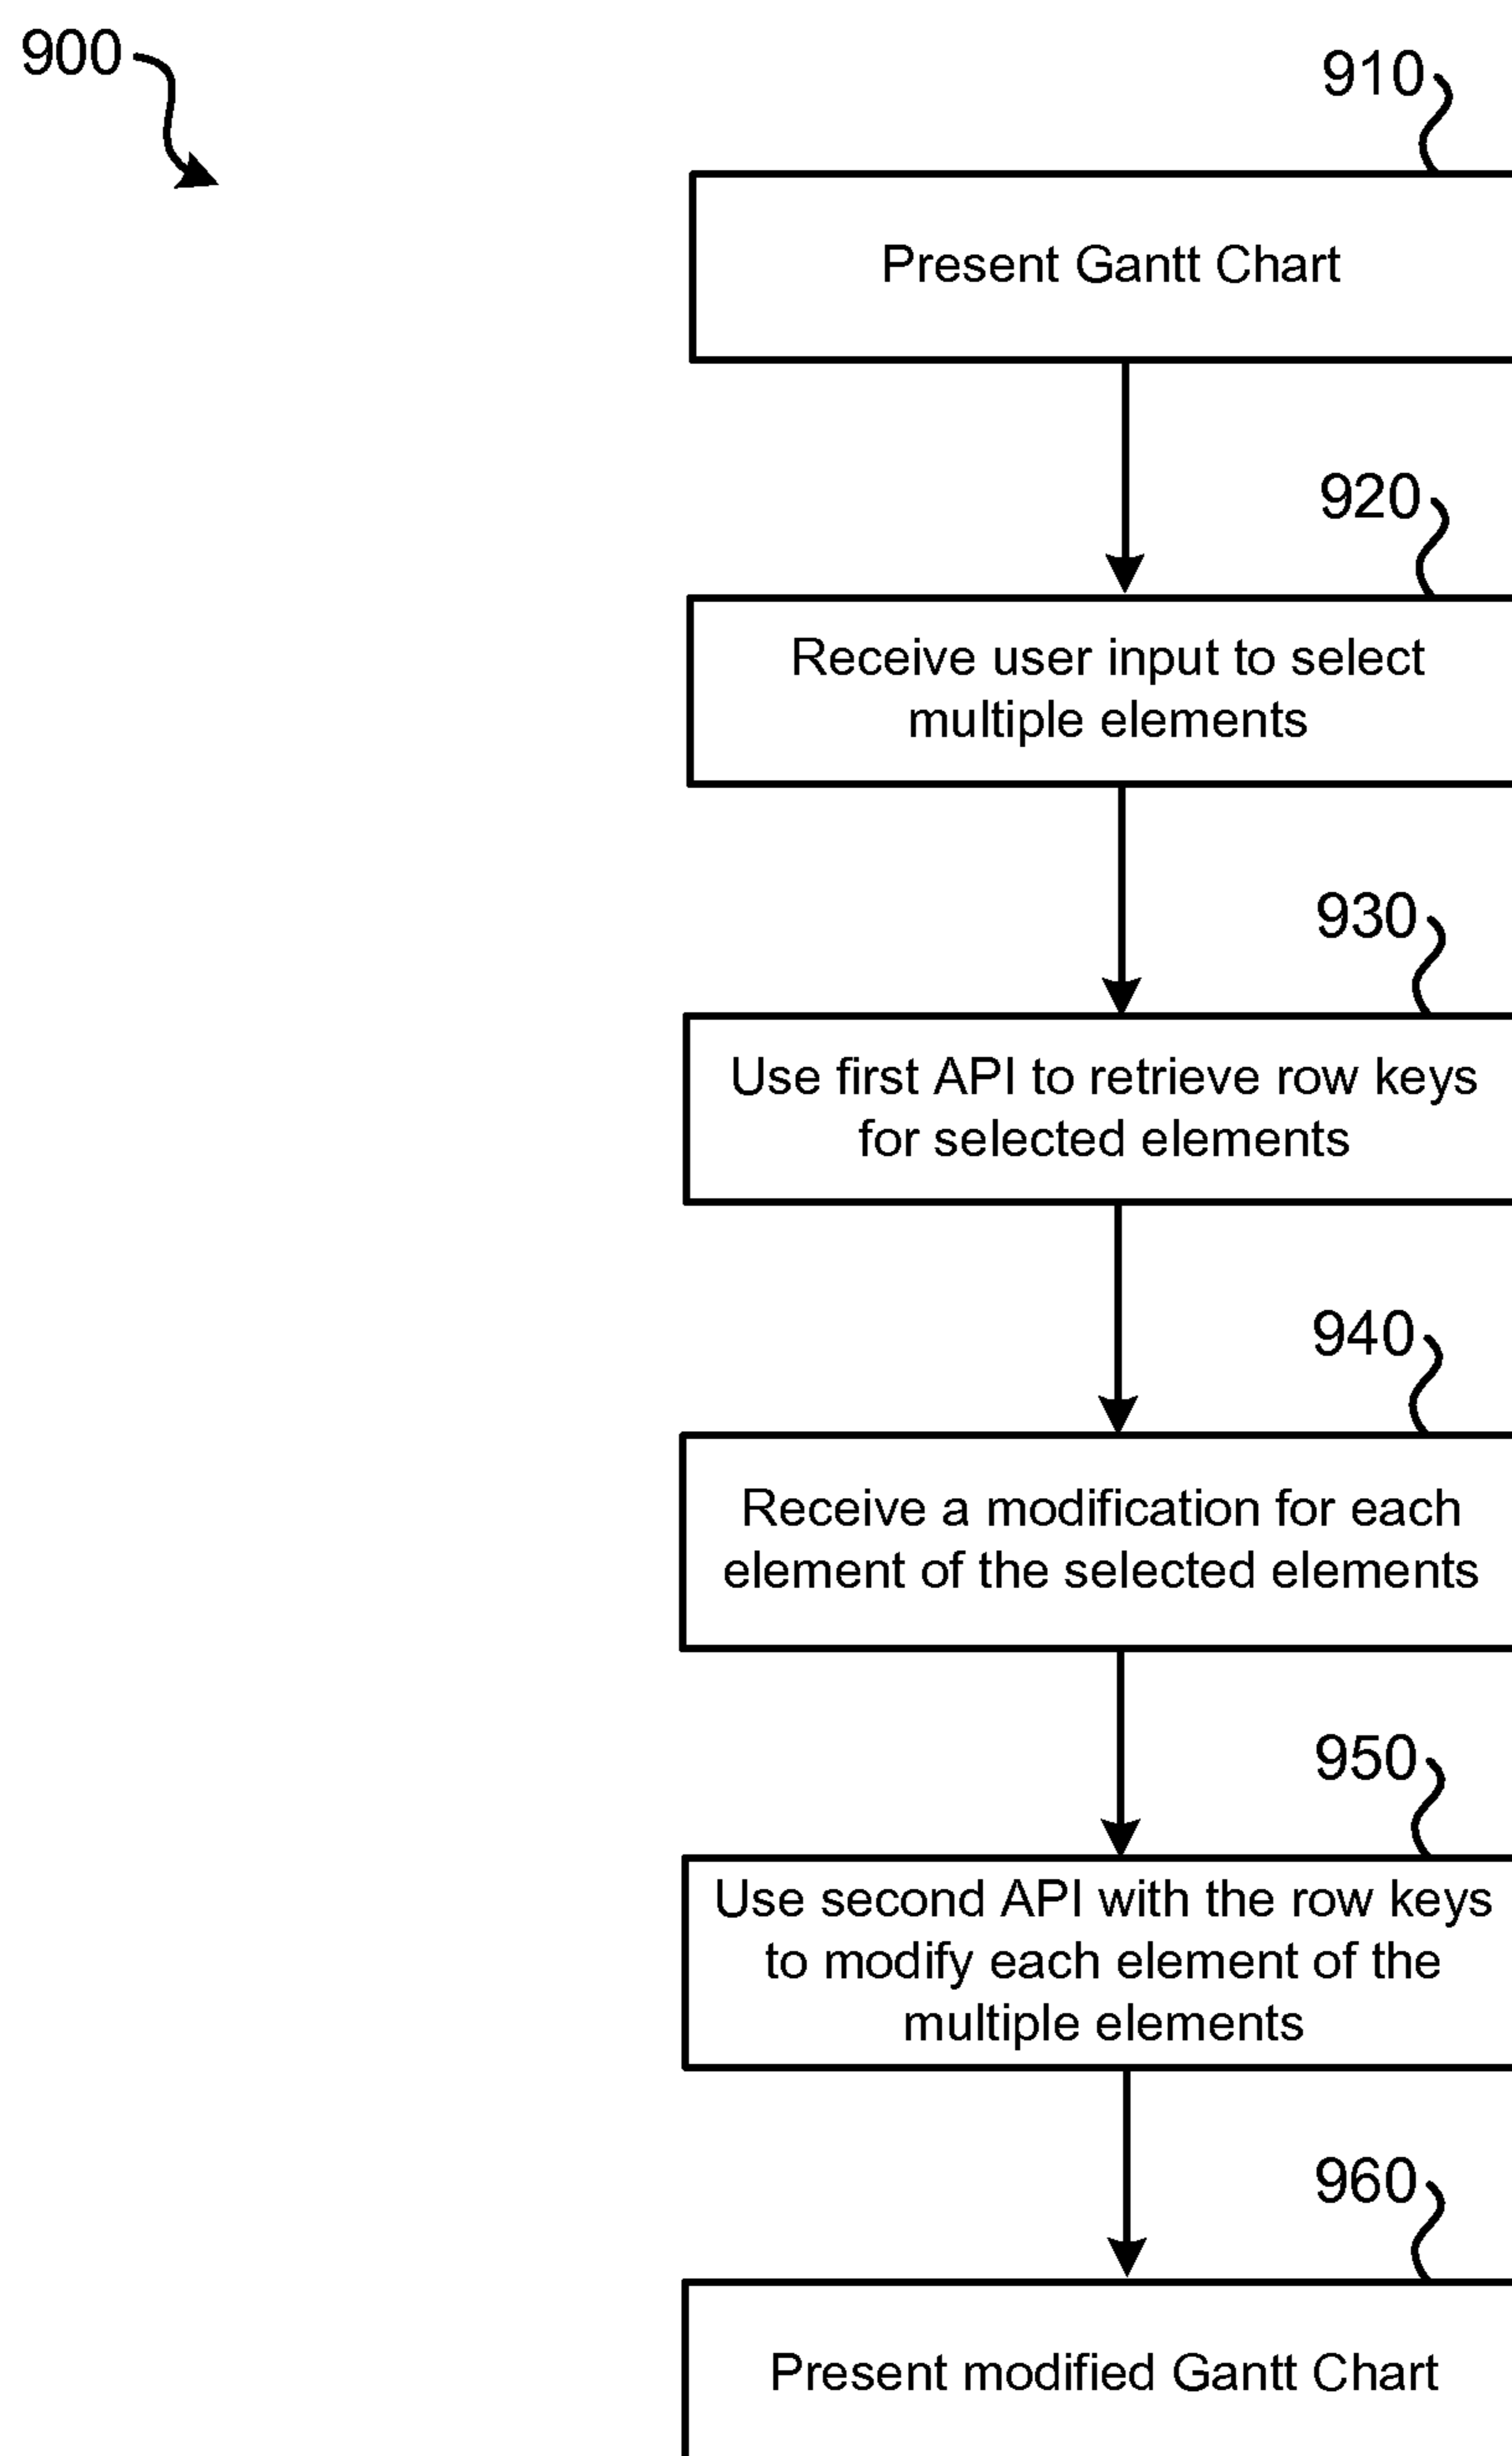 900
910
Present Gantt Chart
920
Receive user input to select
multiple elements
930
Use first API to retrieve row keys
for selected elements
940
Receive a modification for each
element of the selected elements
950
Use second API with the row keys
to modify each element of the
multiple elements
960
Present modified Gantt Chart